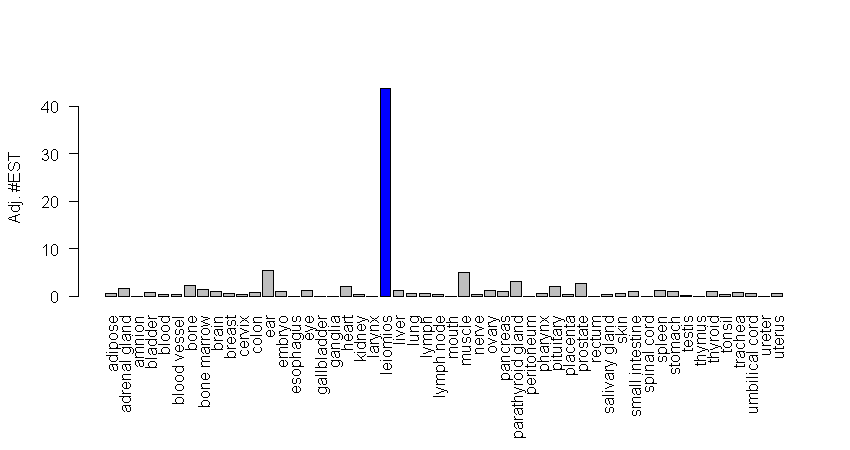 Adj. #EST
40
30
20
10
0
adipose
adrenal gland
amnion
bladder
blood
blood vessel
bone
bone marrow
brain
breast
cervix
colon
ear
embryo
esophagus
eye
gallbladder
ganglia
heart
kidney
larynx
leiomios
liver
lung
lymph
lymph node
mouth
muscle
nerve
ovary
pancreas
parathyroid gland
peritoneum
pharynx
pituitary
placenta
prostate
rectum
salivary gland
skin
small intestine
spinal cord
spleen
stomach
testis
thymus
thyroid
tonsil
trachea
umbilical cord
ureter
uterus